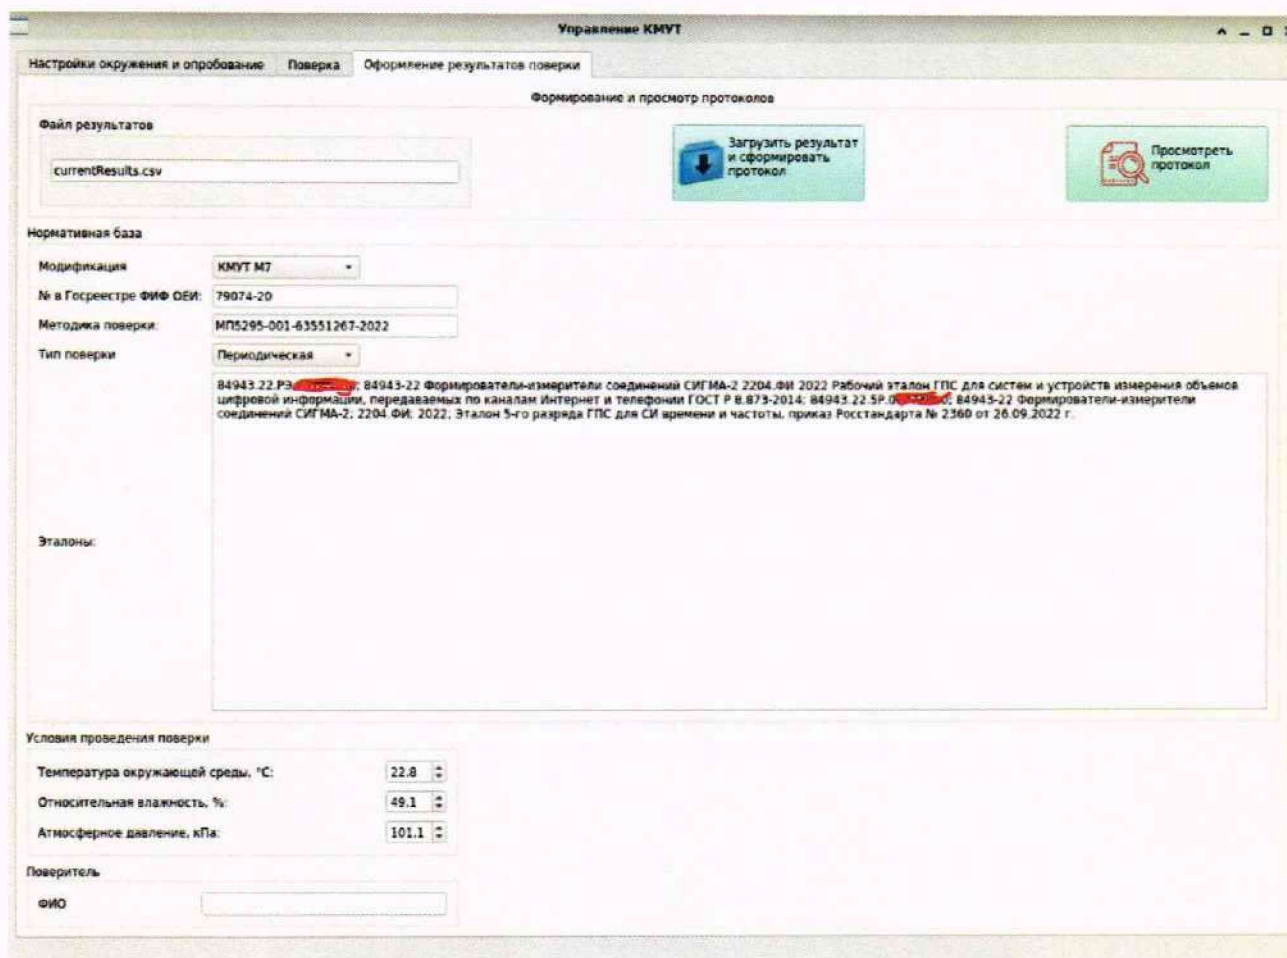 Управление КМУТ
Настройки окружения и опробование
Поверка
Оформление результатов поверки
Формирование и просмотр протоколов
Файл результатов
currentResults.csv
Загрузить результат
и сформировать
протокол
Просмотреть
протокол
Нормативная база
Модификация
КМУТ М7
№ в Госреестре ФИФ ОЕИ:
79074-20
Методика поверки:
МП5295-001-63551267-2022
Тип поверки
Периодическая
84943.22.РЭ. ; 84943-22 Формирователи-измерители соединений СИГМА-2 2204.ФИ 2022 Рабочий эталон ГПС для систем и устройств измерения объемов
цифровой информации, передаваемых по каналам Интернет и телефонии ГОСТ Р 8.873-2014; 84943.22.5Р.0 ; 84943-22 Формирователи-измерители
соединений СИГМА-2; 2204.ФИ; 2022; Эталон 5-го разряда ГПС для СИ времени и частоты, приказ Росстандарта № 2360 от 26.09.2022 г.
Эталоны:
Условия проведения поверки
Температура окружающей среды, °C:
22.8
Относительная влажность, %:
49.1
Атмосферное давление, кПа:
101.1
Поверитель
ФИО